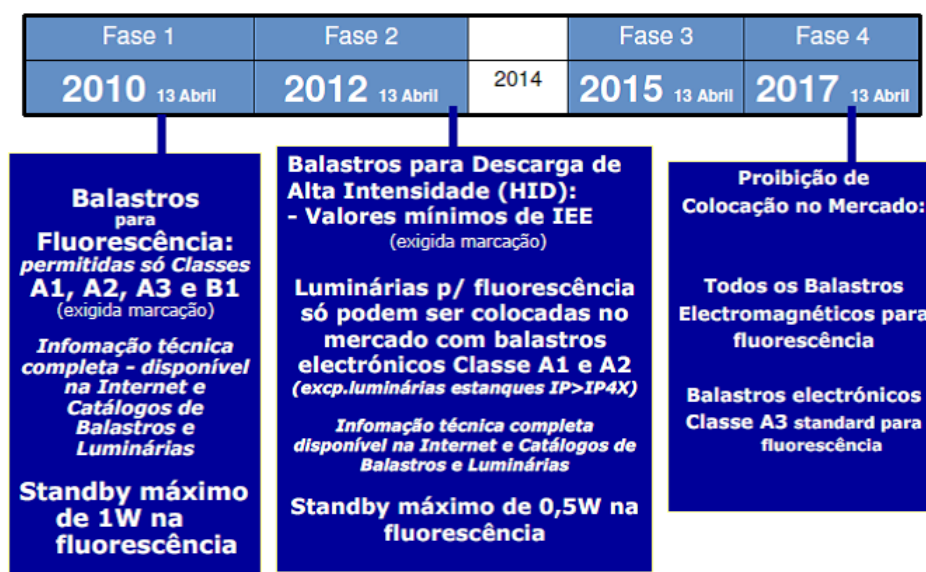 Fase 1
Fase 2
Fase 3
Fase 4
2010 13 Abril
2012 13 Abril
2014
2015 13 Abril
2017 13 Abril
Balastros
para
Fluorescência:
permitidas só Classes
A1, A2, A3 e B1
(exigida marcação)
Infomação técnica
completa – disponível
na Internet e
Catálogos de
Balastros e
Luminárias
Standby máximo
de 1W na
fluorescência
Balastros para Descarga de
Alta Intensidade (HID):
- Valores mínimos de IEE
(exigida marcação)
Luminárias p/ fluorescência
só podem ser colocadas no
mercado com balastros
electrónicos Classe A1 e A2
(excp.luminárias estanques IP>IP4X)
Infomação técnica completa
disponível na Internet e Catálogos de
Balastros e Luminárias
Standby máximo de 0,5W na
fluorescência
Proibição de
Colocação no Mercado:
Todos os Balastros
Electromagnéticos para
fluorescência
Balastros electrónicos
Classe A3 standard para
fluorescência